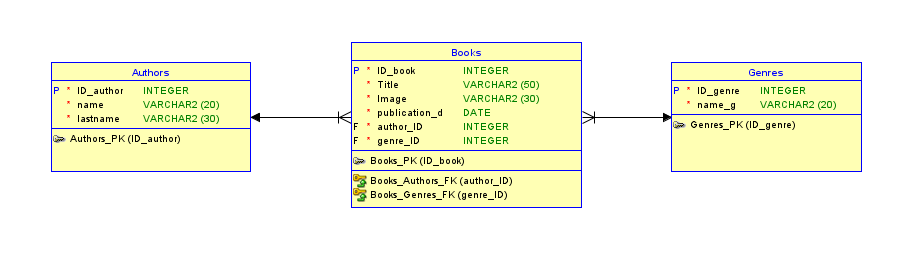 Authors
P * ID_author INTEGER
* name VARCHAR2 (20)
* lastname VARCHAR2 (30)
Authors_PK (ID_author)
Books
P * ID_book INTEGER
* Title VARCHAR2 (50)
* Image VARCHAR2 (30)
* publication_d DATE
F * author_ID INTEGER
F * genre_ID INTEGER
Books_PK (ID_book)
Books_Authors_FK (author_ID)
Books_Genres_FK (genre_ID)
Genres
P * ID_genre INTEGER
* name_g VARCHAR2 (20)
Genres_PK (ID_genre)